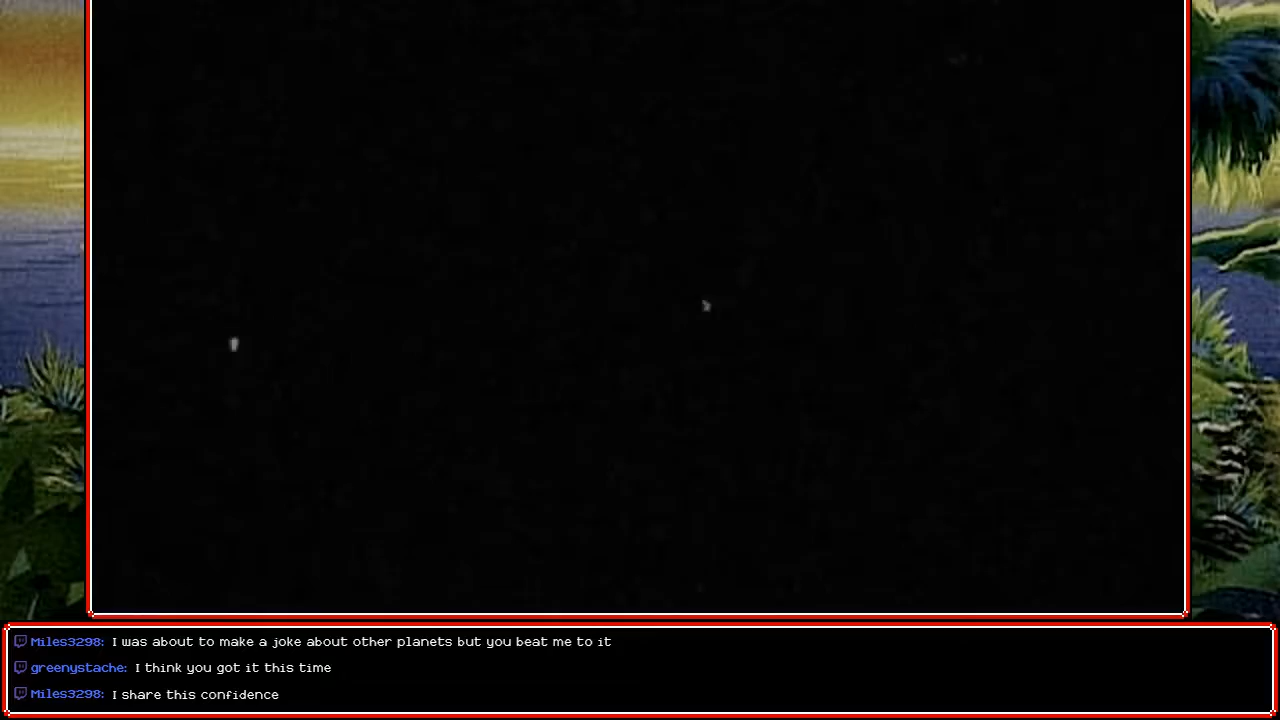 Miles3298: I was about to make a joke about other planets but you beat me to it
greenystache: I think you got it this time
Miles3298: I share this confidence